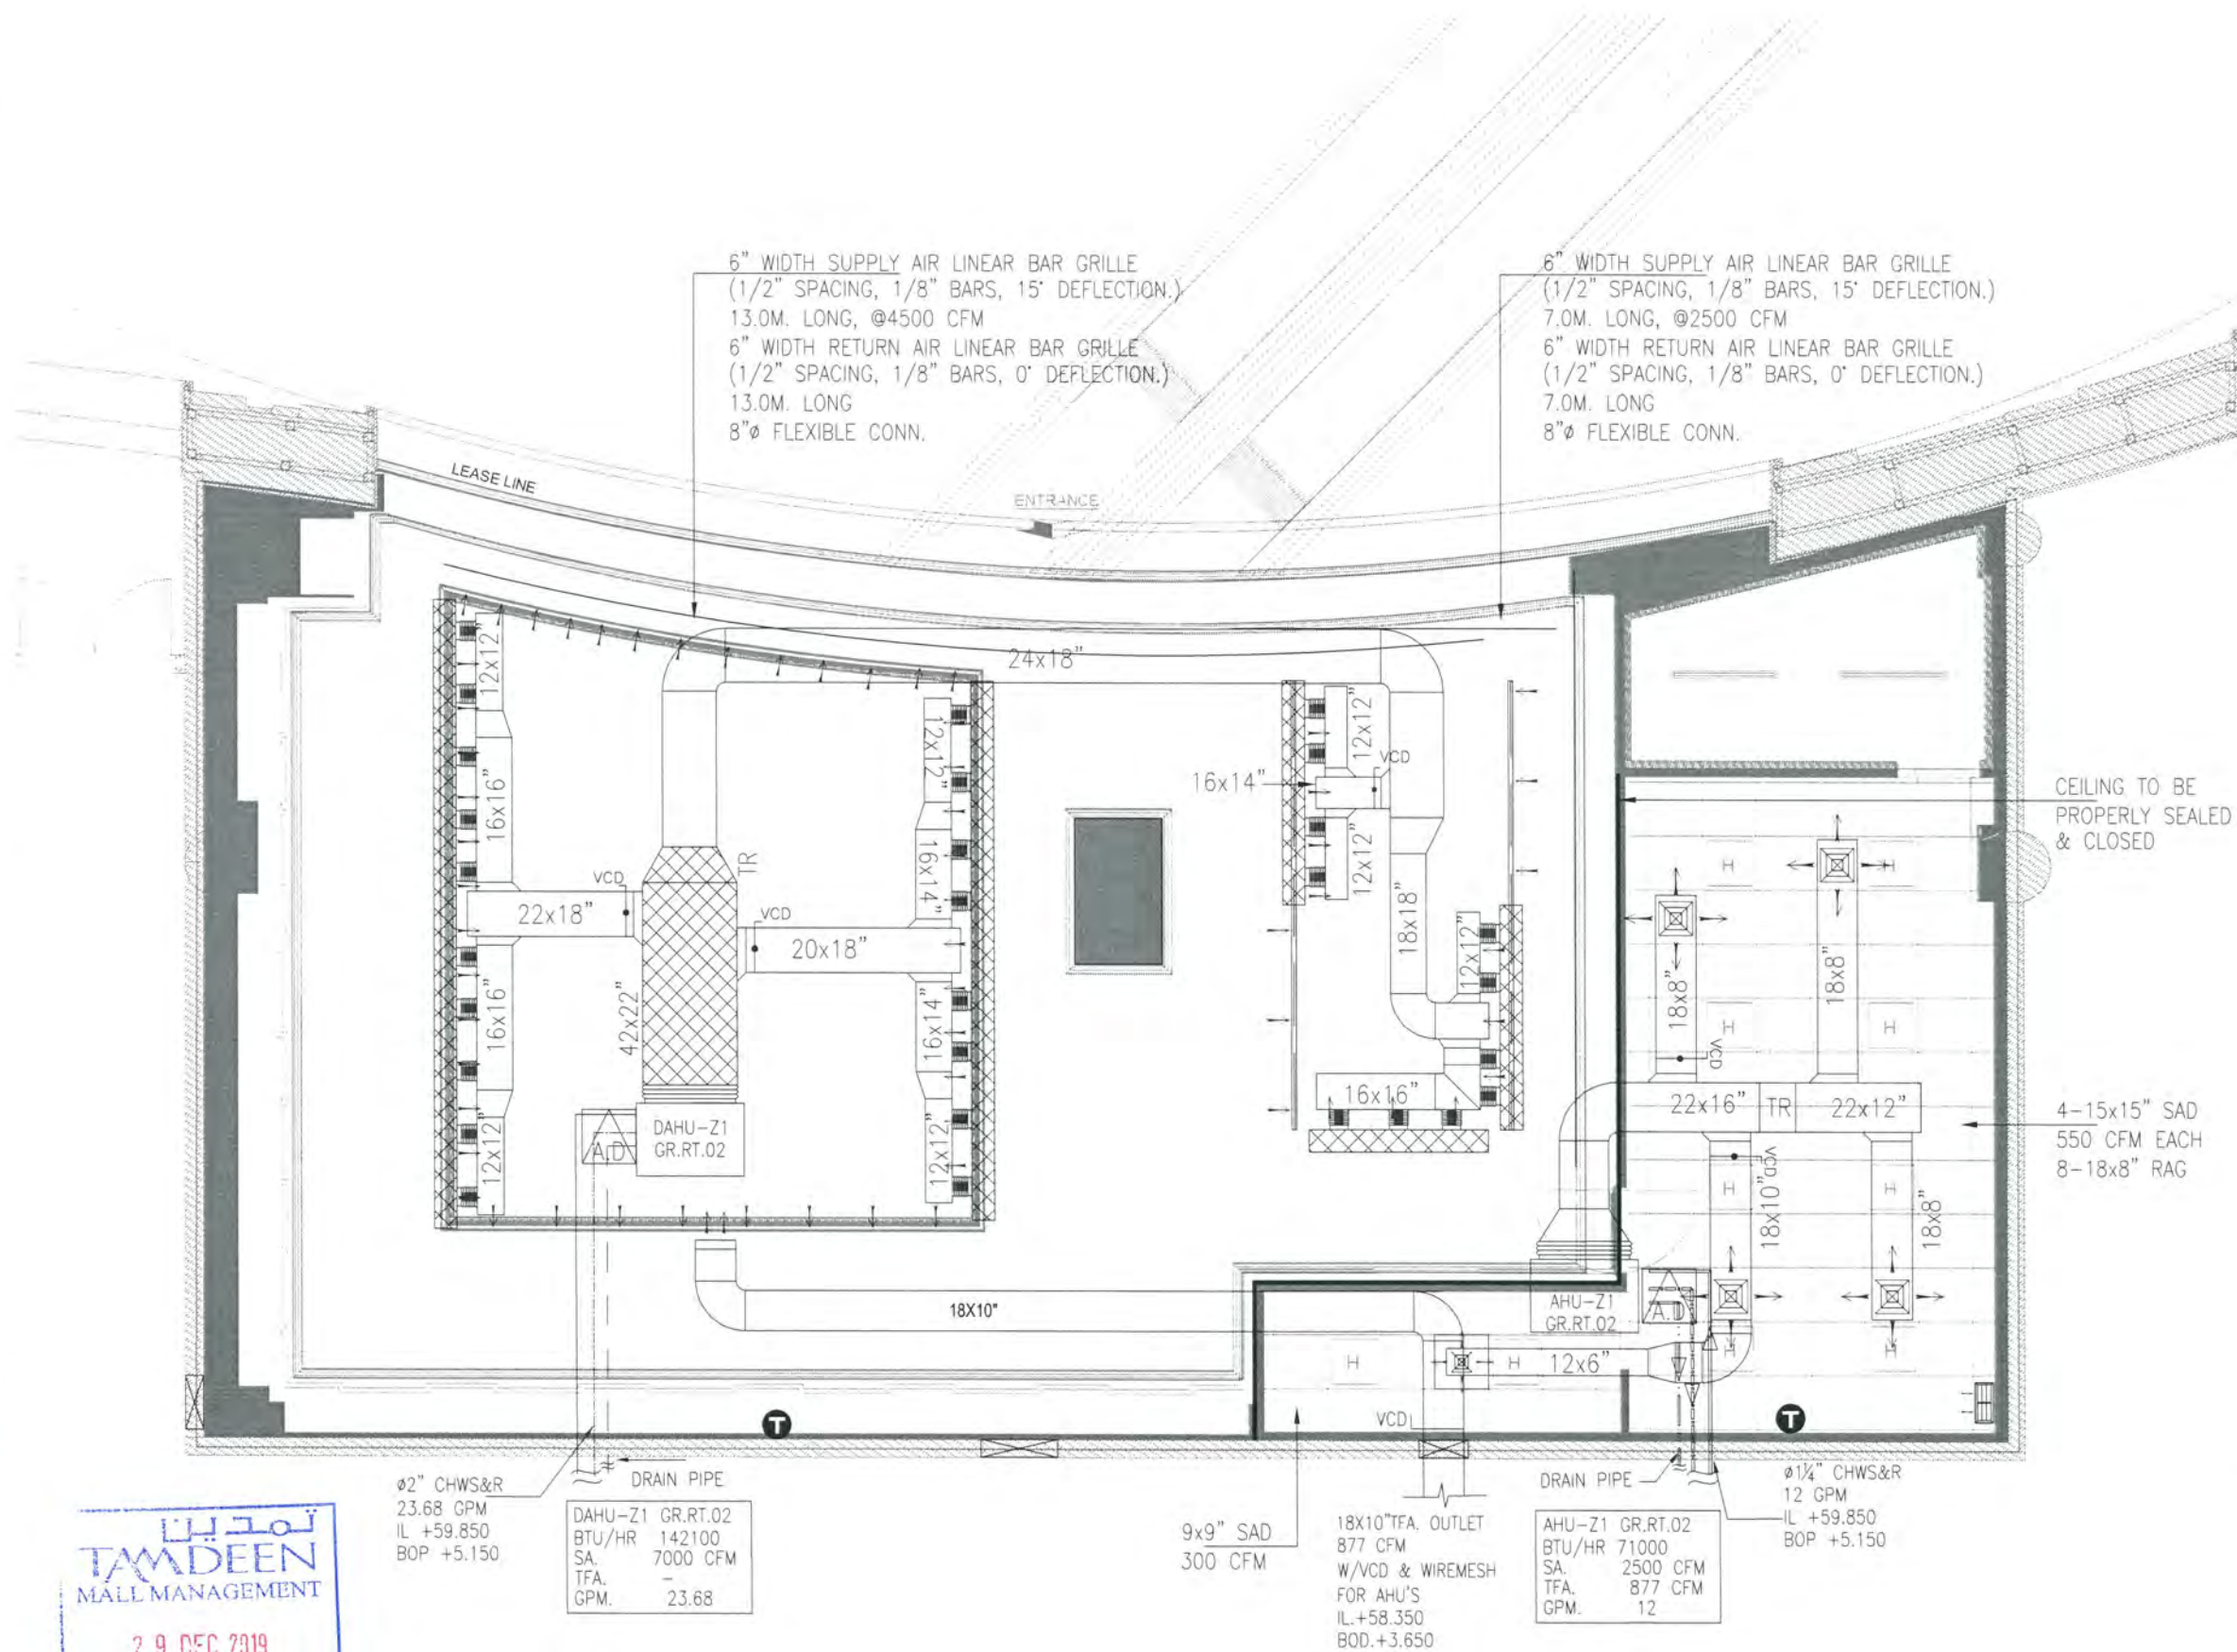 6" WIDTH SUPPLY AIR LINEAR BAR GRILLE
(1/2" SPACING, 1/8" BARS, 15° DEFLECTION.)
13.0M. LONG, @4500 CFM
6" WIDTH RETURN AIR LINEAR BAR GRILLE
(1/2" SPACING, 1/8" BARS, 0° DEFLECTION.)
13.0M. LONG
8"ø FLEXIBLE CONN.
6" WIDTH SUPPLY AIR LINEAR BAR GRILLE
(1/2" SPACING, 1/8" BARS, 15° DEFLECTION.)
7.0M. LONG, @2500 CFM
6" WIDTH RETURN AIR LINEAR BAR GRILLE
(1/2" SPACING, 1/8" BARS, 0° DEFLECTION.)
7.0M. LONG
8"ø FLEXIBLE CONN.
LEASE LINE
ENTRANCE
24x18"
12x12"
16x16"
VCD
22x18"
16x16"
12x12"
42x22"
TR
VCD
20x18"
12x12"
16x14"
16x14"
12x12"
DAHU-Z1
GR.RT.02
A.D
16x14"
12x12"
VCD
12x12"
18x18"
12x12"
16x16"
CEILING TO BE
PROPERLY SEALED
& CLOSED
H
H
18x8"
18x8"
H
H
VCD
22x16"
TR
22x12"
4-15x15" SAD
550 CFM EACH
8-18x8" RAG
VCD
H
H
18x10"
18x8"
AHU-Z1
GR.RT.02
A.D
18X10"
H
H
12x6"
H
H
VCD
T
T
ø2" CHWS&R
23.68 GPM
IL +59.850
BOP +5.150
DRAIN PIPE
DAHU-Z1 GR.RT.02
BTU/HR 142100
SA. 7000 CFM
TFA. -
GPM. 23.68
9x9" SAD
300 CFM
18X10"TFA. OUTLET
877 CFM
W/VCD & WIREMESH
FOR AHU'S
IL.+58.350
BOD.+3.650
DRAIN PIPE
AHU-Z1 GR.RT.02
BTU/HR 71000
SA. 2500 CFM
TFA. 877 CFM
GPM. 12
ø1¼" CHWS&R
12 GPM
IL +59.850
BOP +5.150
تمدين
TAMDEEN
MALL MANAGEMENT
29 DEC 2019